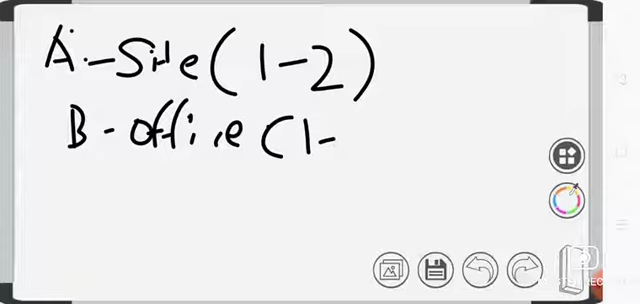 A - Site (1-2)
B - office (1-